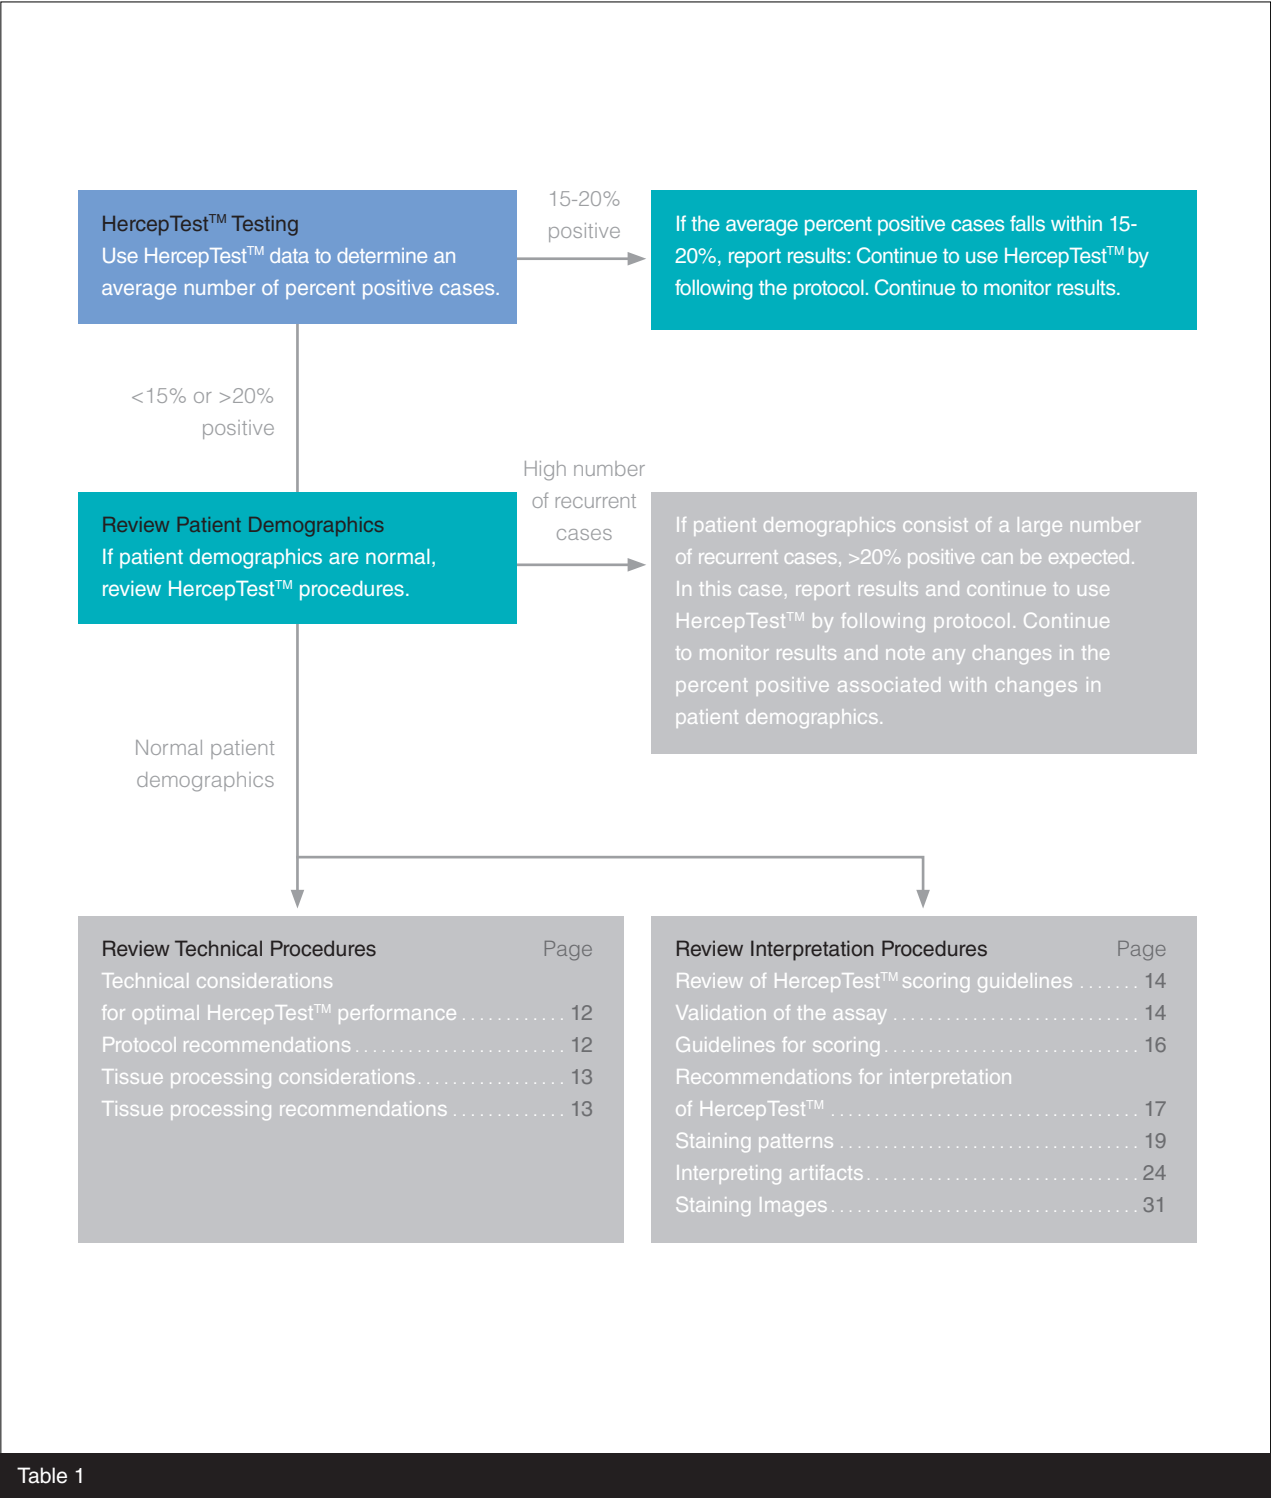 HercepTest™ Testing
Use HercepTest™ data to determine an
average number of percent positive cases.
15-20%
positive
If the average percent positive cases falls within 15-
20%, report results: Continue to use HercepTest™ by
following the protocol. Continue to monitor results.
<15% or >20%
positive
Review Patient Demographics
If patient demographics are normal,
review HercepTest™ procedures.
High number
of recurrent
cases
If patient demographics consist of a large number
of recurrent cases, >20% positive can be expected.
In this case, report results and continue to use
HercepTest™ by following protocol. Continue
to monitor results and note any changes in the
percent positive associated with changes in
patient demographics.
Normal patient
demographics
Review Technical Procedures Page
Technical considerations
for optimal HercepTest™ performance ............ 12
Protocol recommendations ........................ 12
Tissue processing considerations ................. 13
Tissue processing recommendations ............. 13
Review Interpretation Procedures Page
Review of HercepTest™ scoring guidelines ....... 14
Validation of the assay ............................ 14
Guidelines for scoring ............................. 16
Recommendations for interpretation
of HercepTest™ ................................... 17
Staining patterns .................................. 19
Interpreting artifacts ............................... 24
Staining Images ................................... 31
Table 1